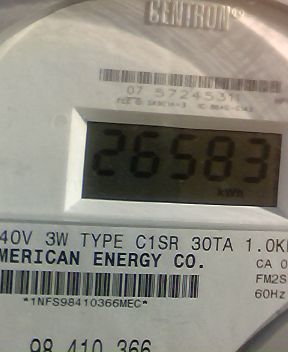 CENTRON
07 57245311
26583
kWh
40V 3W TYPE C1SR 30TA 1.0K
MERICAN ENERGY CO.
CA 0
FM2S
60Hz
*1NFS98410366MEC*
98 410 366